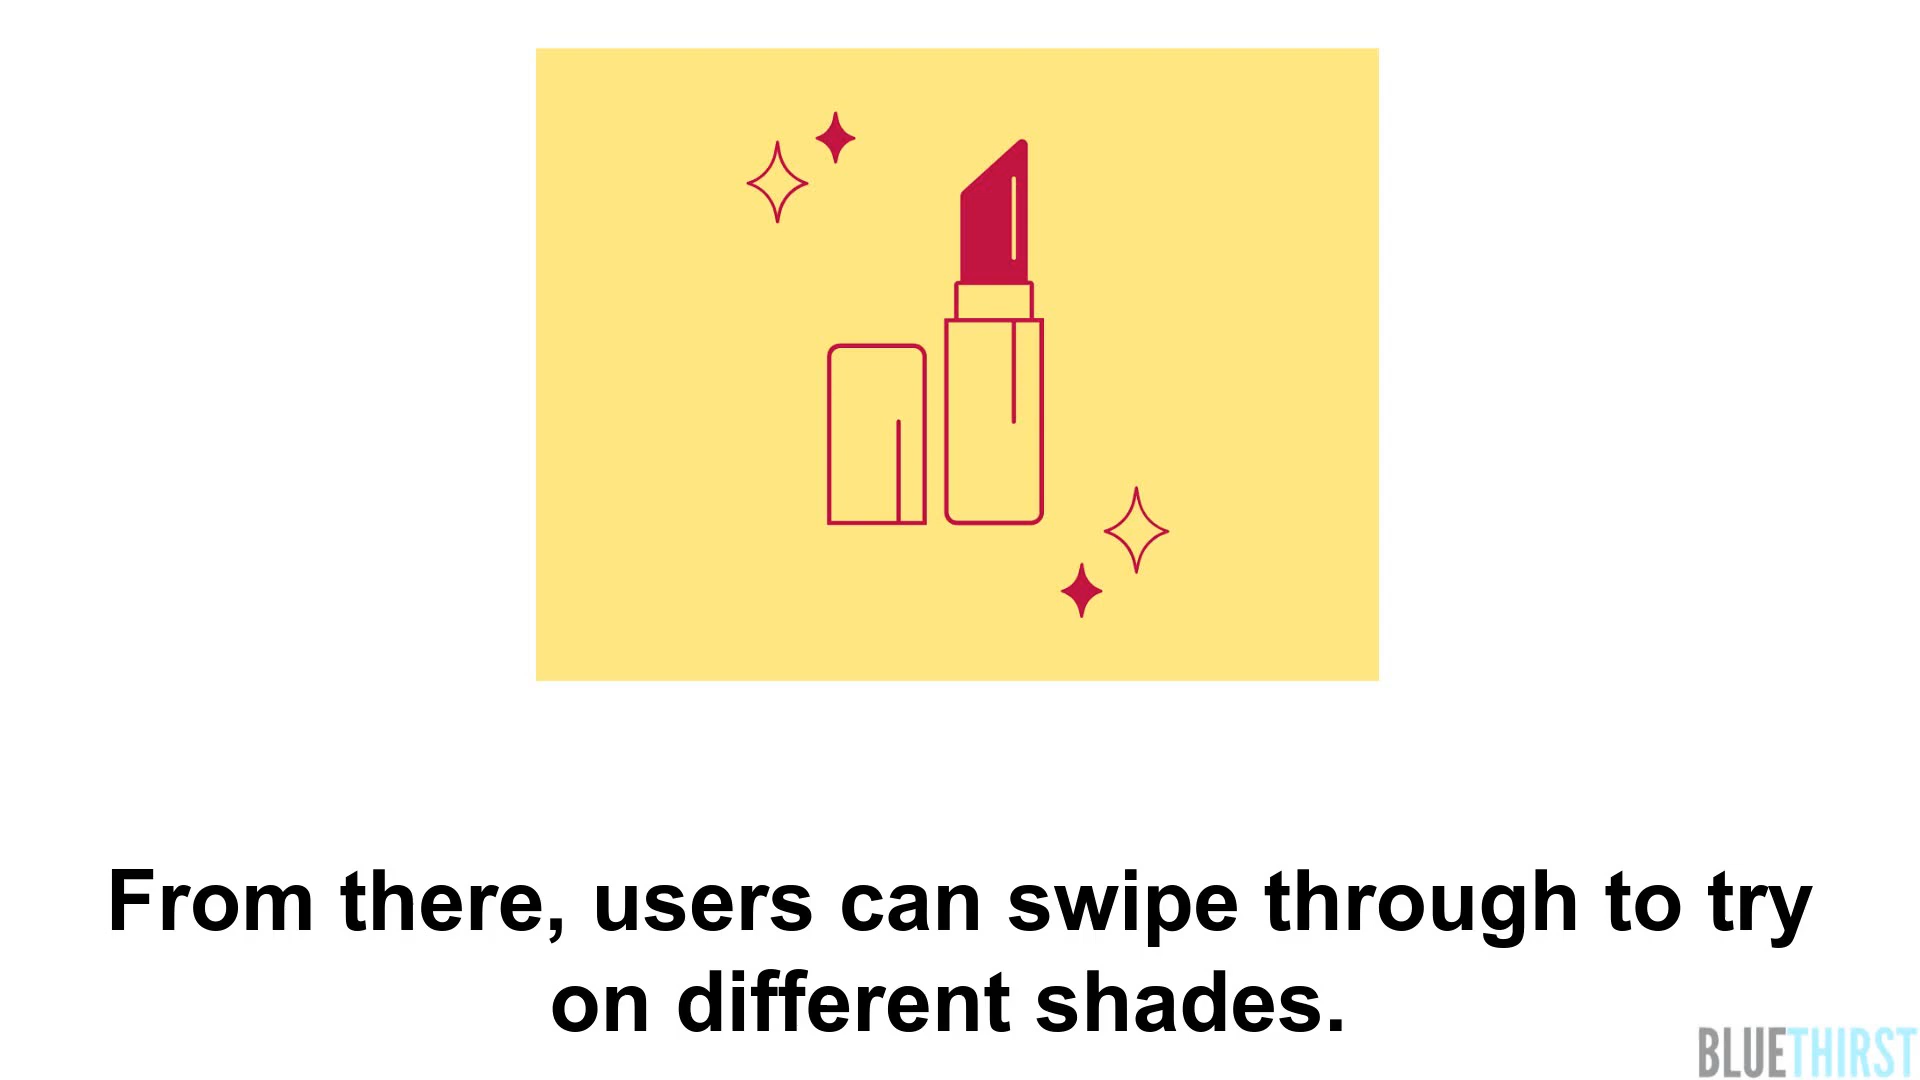 From there, users can swipe through to try
on different shades.
BLUETHIRST